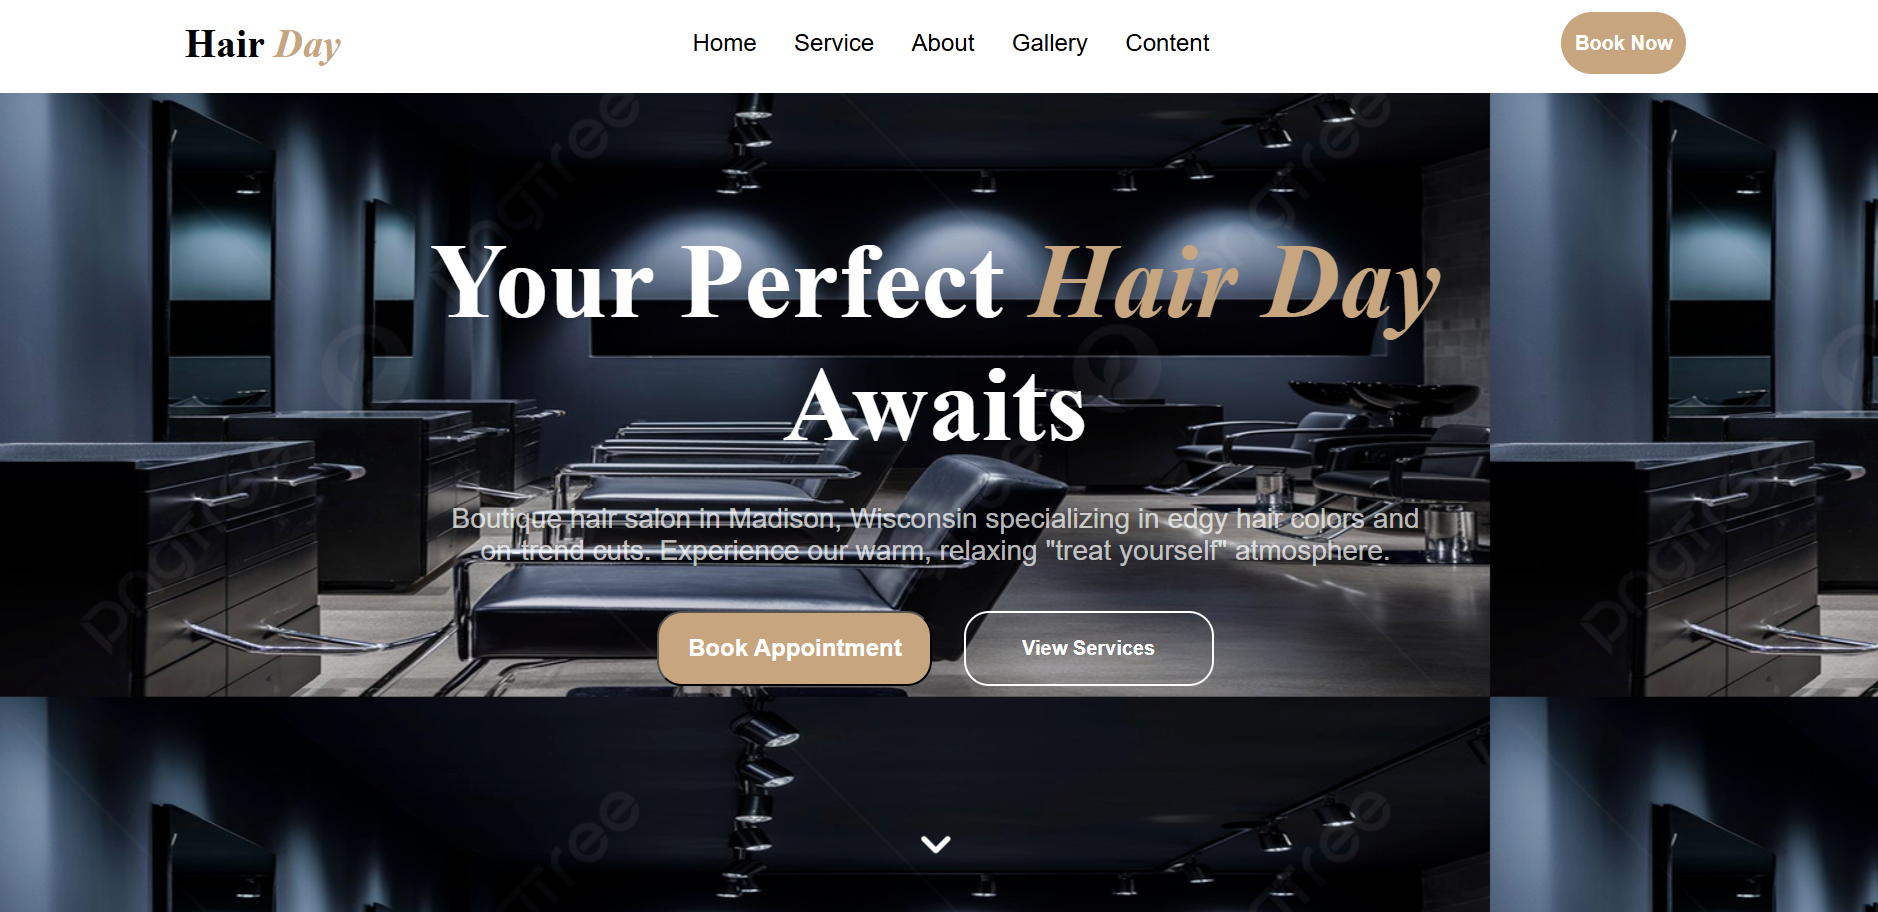 Hair Day
Home Service About Gallery Content
Book Now
Your Perfect Hair Day
Awaits
Boutique hair salon in Madison, Wisconsin specializing in edgy hair colors and
on-trend cuts. Experience our warm, relaxing "treat yourself" atmosphere.
Book Appointment
View Services